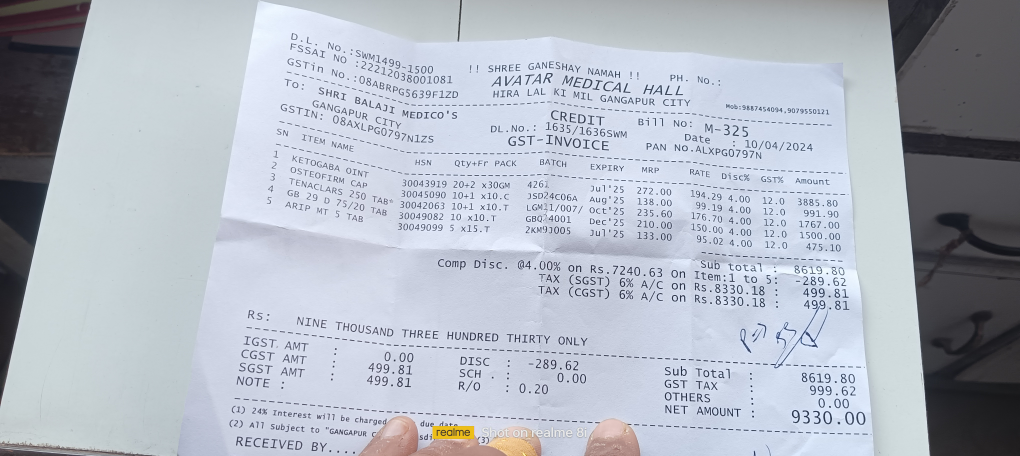 D.L. No.:SWM1499-1500
FSSAI NO :22212038001081
GSTin No.:08ABRPG5639F1ZD
!! SHREE GANESHAY NAMAH !! PH. No.:
AVATAR MEDICAL HALL
HIRA LAL KI MIL GANGAPUR CITY
Mob:9887454094,9079550121
To: SHRI BALAJI MEDICO'S
GANGAPUR CITY
GSTIN: 08AXLPG0797N1ZS
CREDIT
DL.No.: 1635/1636SWM
GST-INVOICE
Bill No: M-325
Date : 10/04/2024
PAN NO.ALXPG0797N
SN ITEM NAME HSN Qty+Fr PACK BATCH EXPIRY MRP RATE Disc% GST% Amount
1 KETOGABA OINT 30043919 20+2 x30GM 4261 Jul'25 272.00 194.29 4.00 12.0 3885.80
2 OSTEOFIRM CAP 30045090 10+1 x10.C JSD24C06A Aug'25 138.00 99.19 4.00 12.0 991.90
3 TENACLARS 250 TAB* 30042063 10+1 x10.T LGM11/007/ Oct'25 235.60 176.70 4.00 12.0 1767.00
4 GB 29 D 75/20 TAB 30049082 10 x10.T GBQ24001 Dec'25 210.00 150.00 4.00 12.0 1500.00
5 ARIP MT 5 TAB 30049099 5 x15.T 2KM9J005 Jul'25 133.00 95.02 4.00 12.0 475.10
Sub total : 8619.80
Comp Disc. @4.00% on Rs.7240.63 on Item:1 to 5: -289.62
TAX (SGST) 6% A/C on Rs.8330.18 : 499.81
TAX (CGST) 6% A/C on Rs.8330.18 : 499.81
Rs: NINE THOUSAND THREE HUNDRED THIRTY ONLY
IGST AMT : 0.00
CGST AMT : 499.81
SGST AMT : 499.81
NOTE :
DISC : -289.62
SCH . : 0.00
R/O : 0.20
Sub Total : 8619.80
GST TAX : 999.62
OTHERS : 0.00
NET AMOUNT : 9330.00
(1) 24% Interest will be charged due date
(2) All Subject to "GANGAPUR (3)
RECEIVED BY....
realme Shot on realme 8i